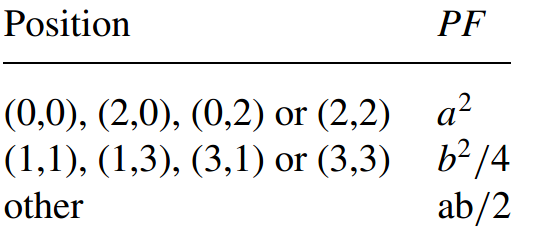 Position PF
(0,0), (2,0), (0,2) or (2,2) a²
(1,1), (1,3), (3,1) or (3,3) b²/4
other ab/2